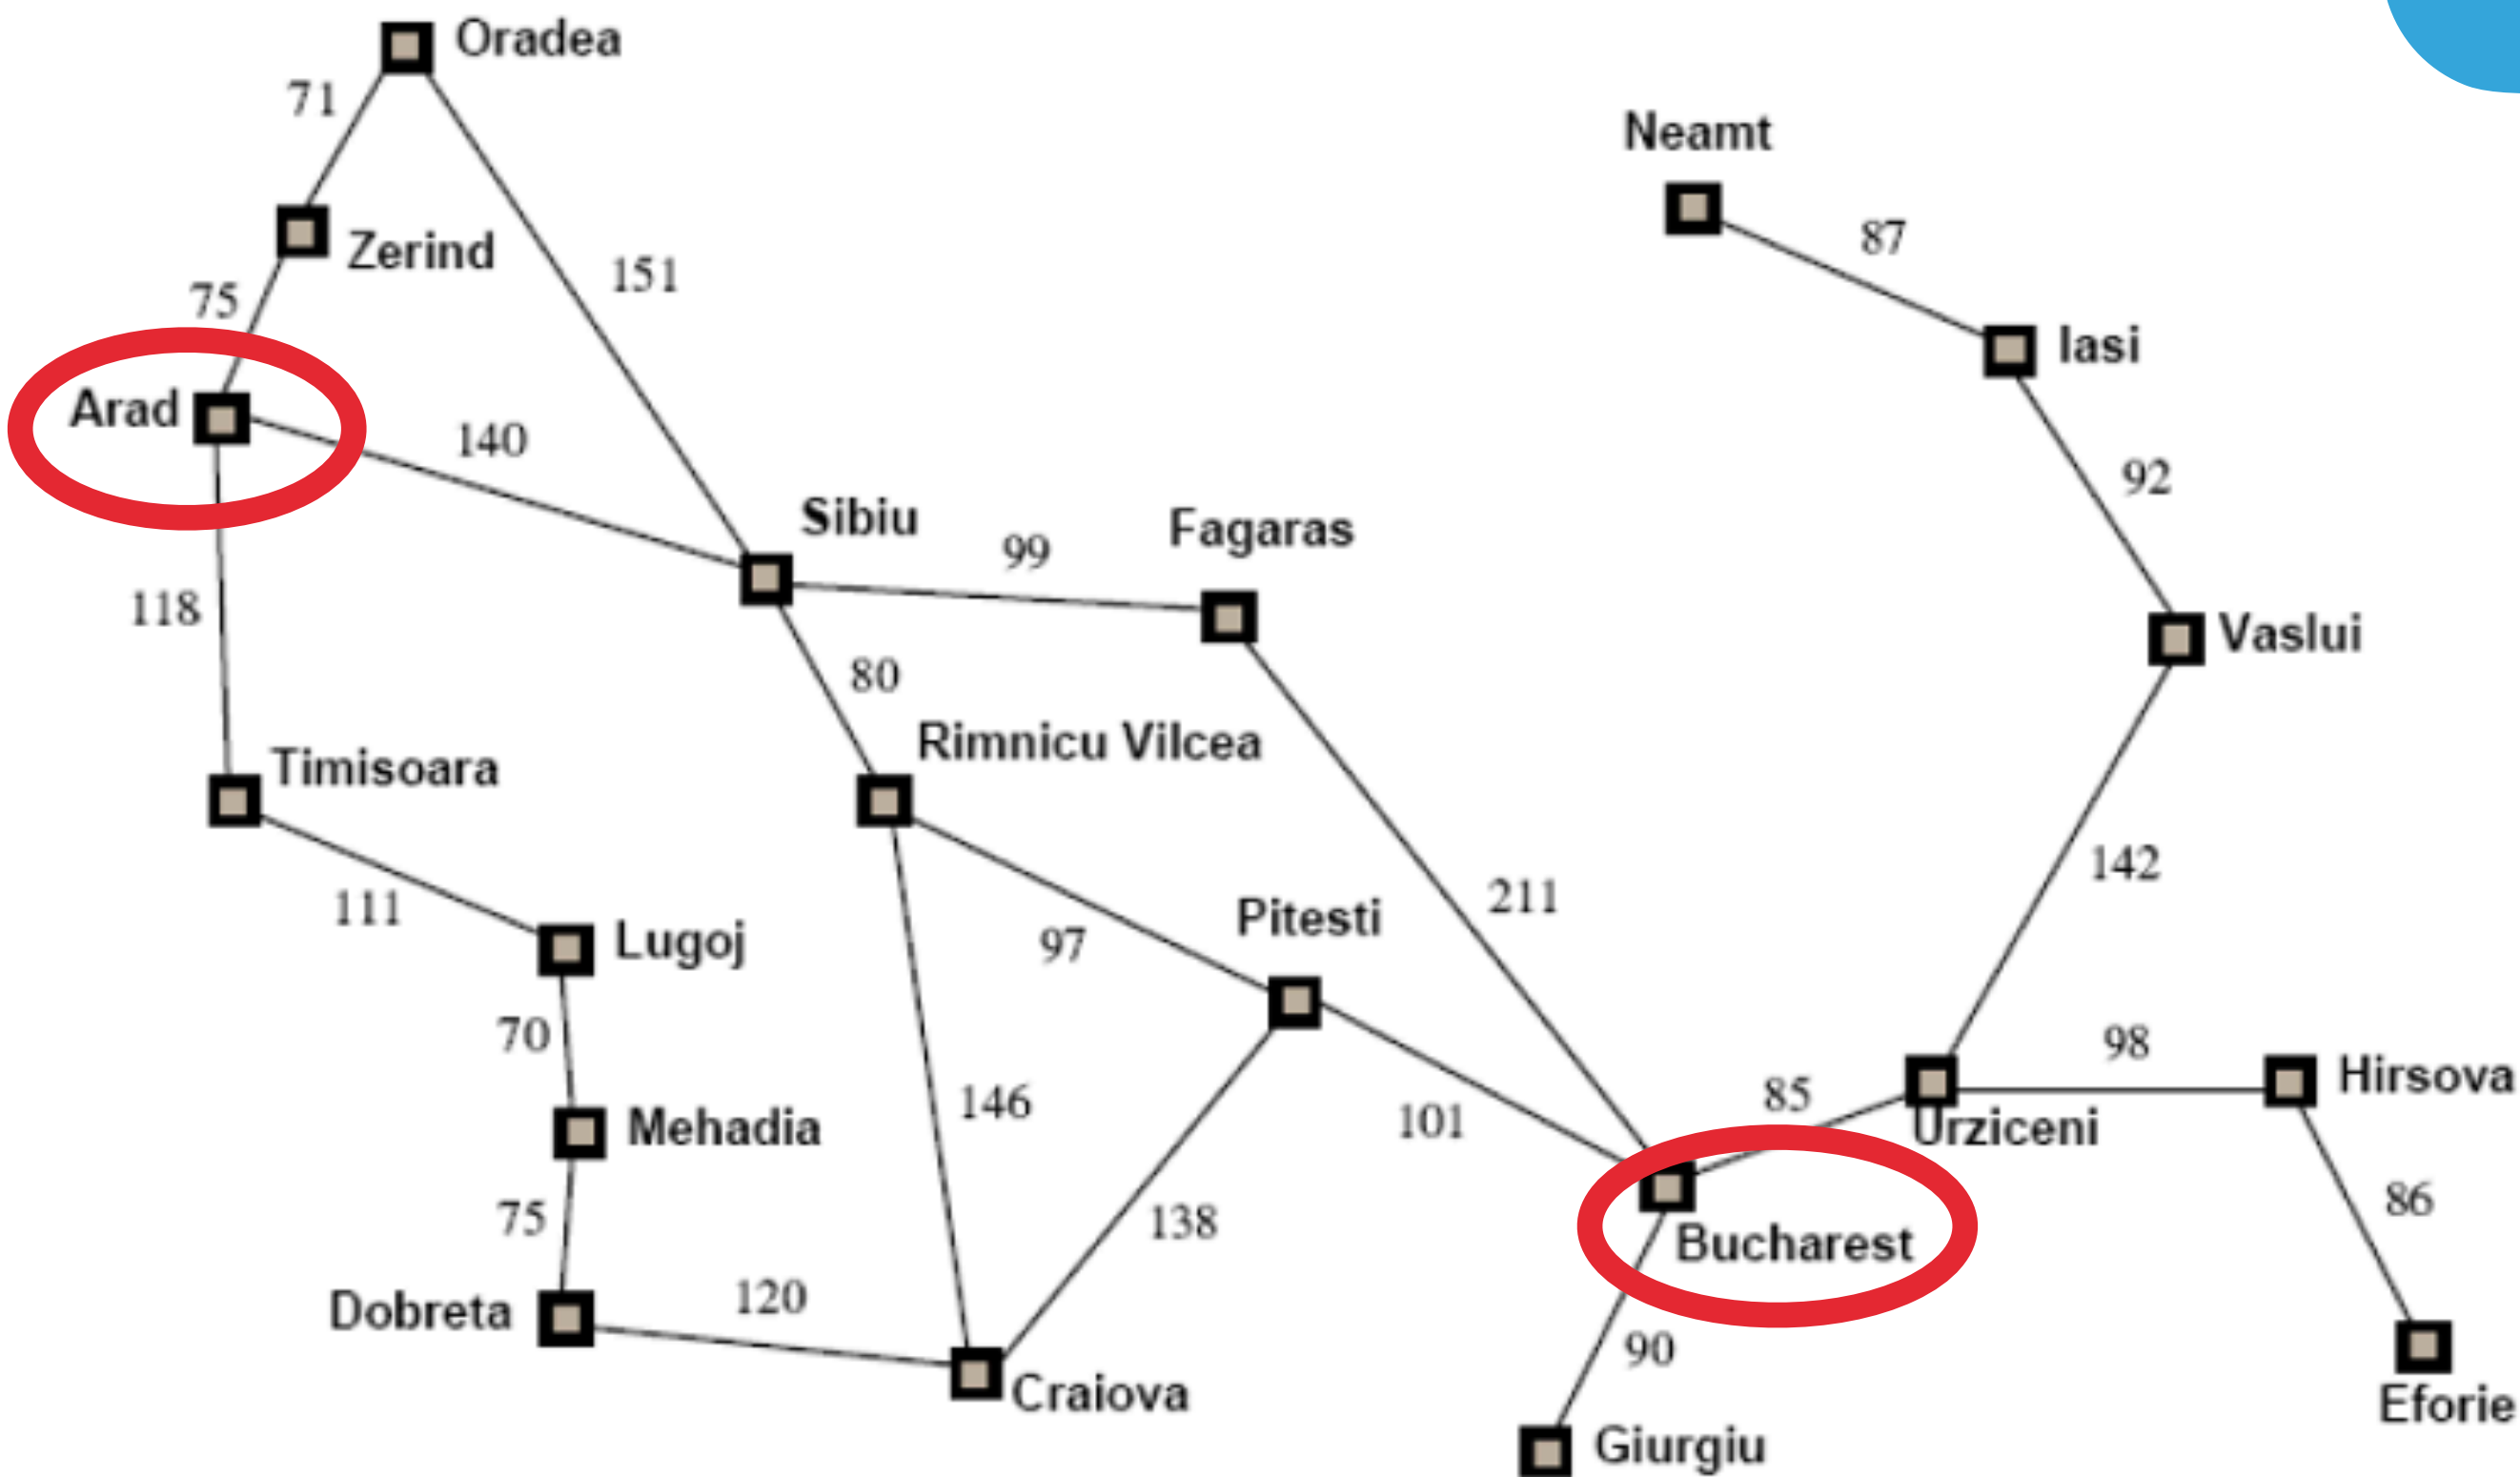 Oradea
71
Neamt
87
Zerind
151
75
Iasi
Arad
140
92
Sibiu
Fagaras
99
118
Vaslui
80
Rimnicu Vilcea
Timisoara
142
211
111
Pitesti
Lugoj
97
70
98
Hirsova
85
146
101
Mehadia
Urziceni
86
75
138
Bucharest
120
Dobreta
90
Craiova
Eforie
Giurgiu